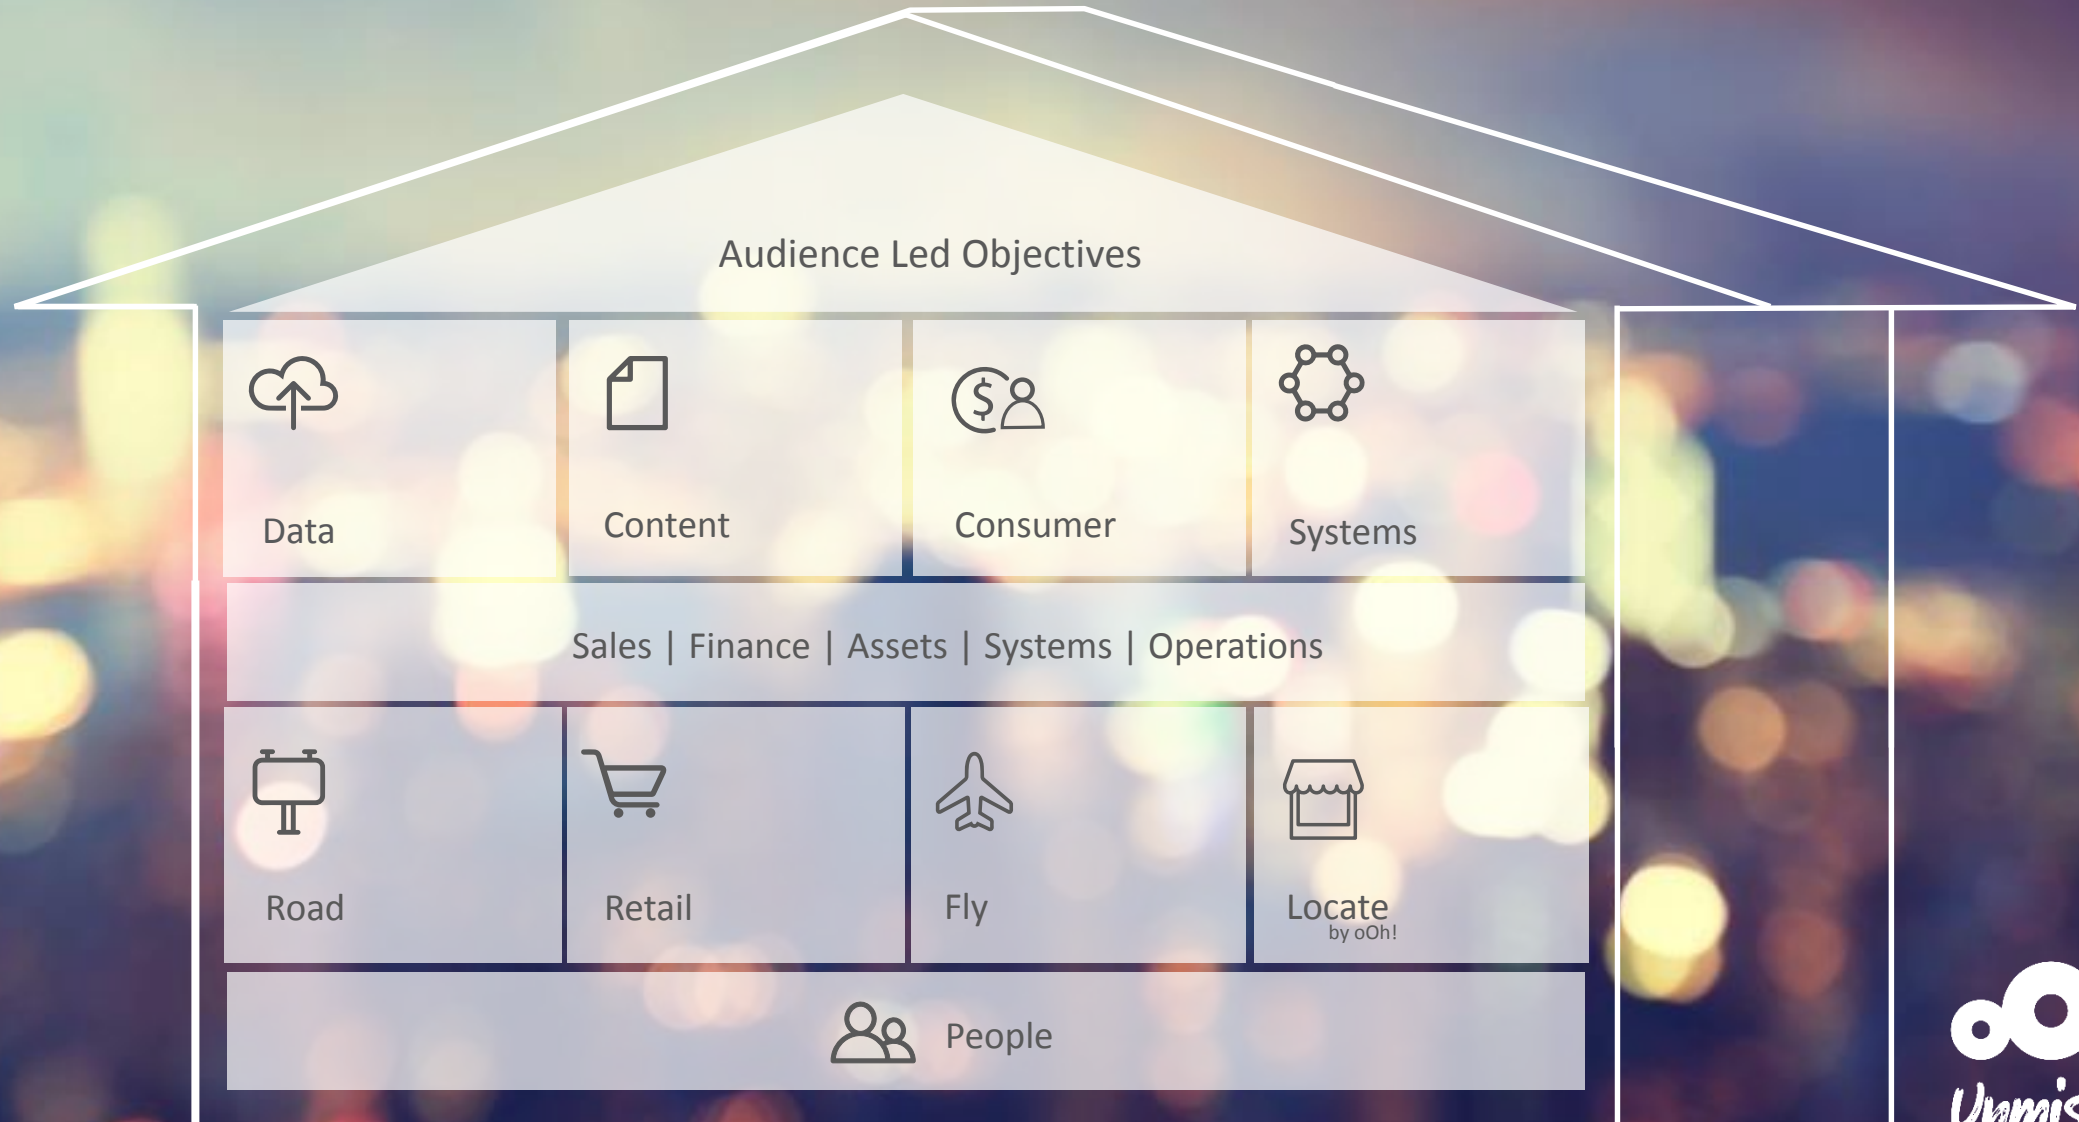 Audience Led Objectives
Data
Content
Consumer
Systems
Sales | Finance | Assets | Systems | Operations
Road
Retail
Fly
Locate
by oOh!
People